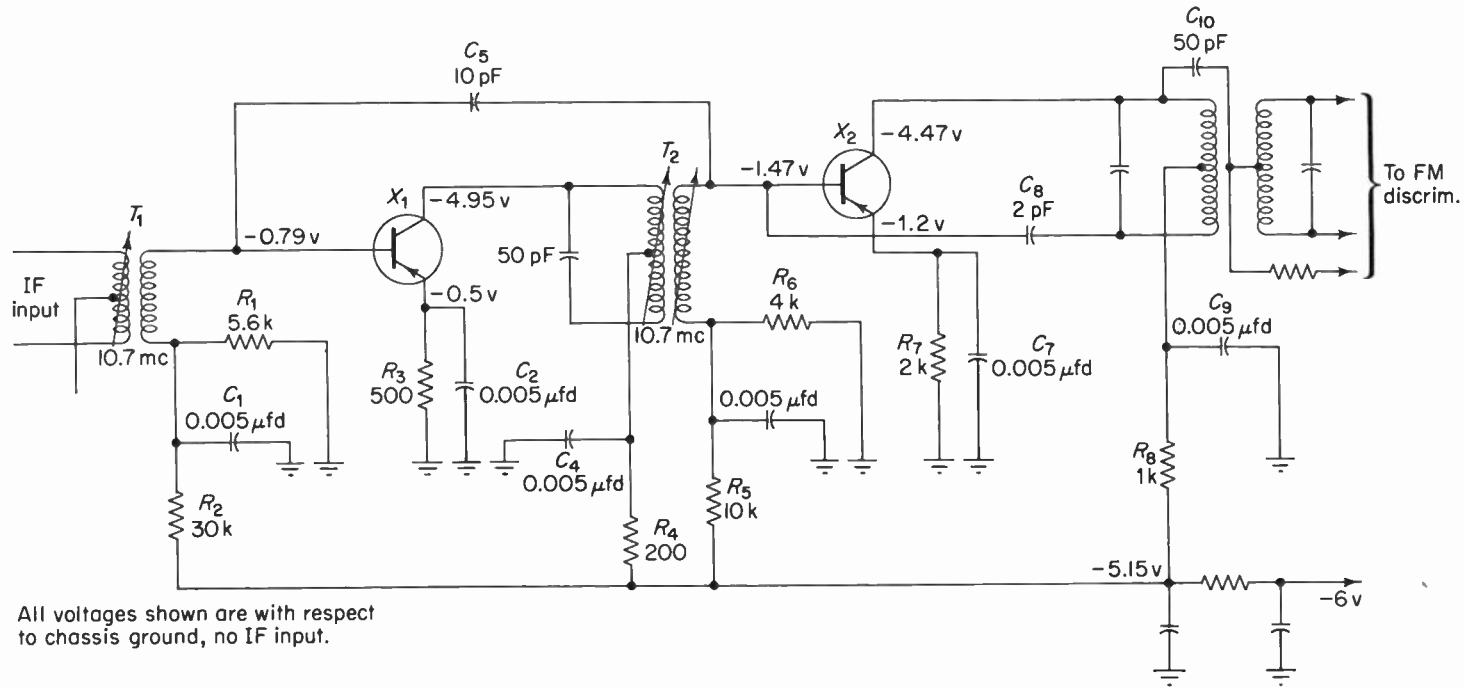 C10
50 pF
C5
10 pF
X2
-4.47 v
T2
-1.47 v
To FM
discrim.
C8
2 pF
X1
-4.95 v
T1
-0.79 v
-1.2 v
50 pF
IF
input
-0.5 v
R6
4 k
R1
5.6 k
C9
0.005 μfd
10.7 mc
10.7 mc
R7
2 k
C7
0.005 μfd
R3
500
C2
0.005 μfd
C1
0.005 μfd
0.005 μfd
C4
0.005 μfd
R8
1k
R5
10 k
R2
30 k
R4
200
-5.15 v
-6 v
All voltages shown are with respect
to chassis ground, no IF input.